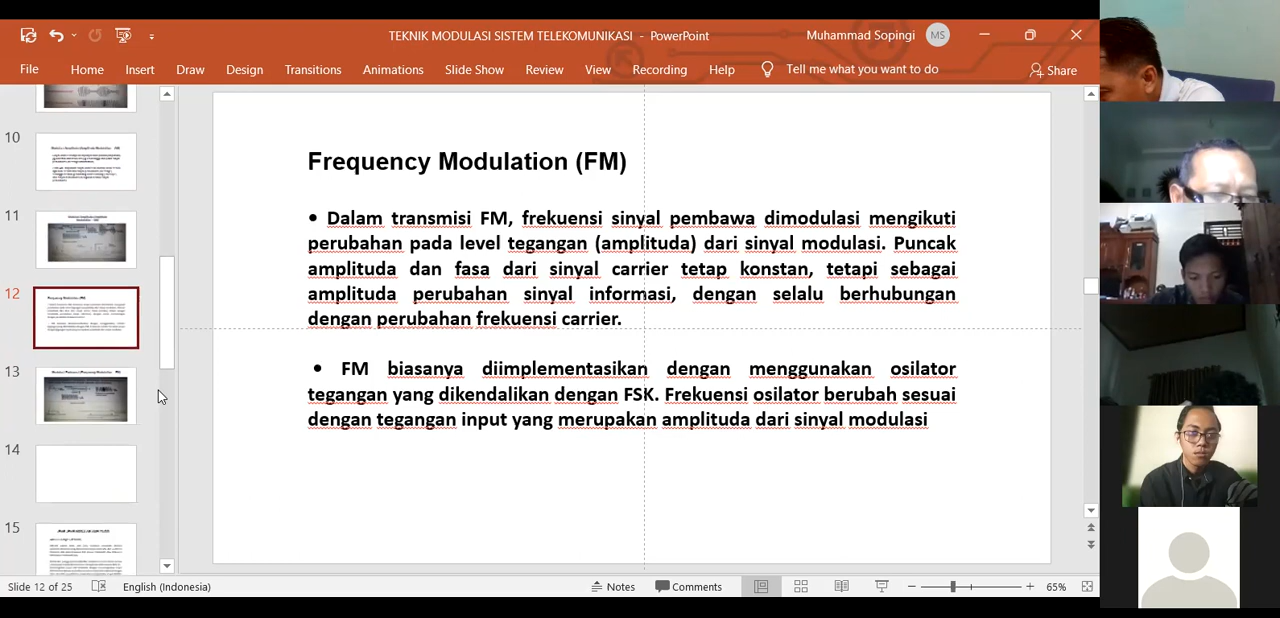 TEKNIK MODULASI SISTEM TELEKOMUNIKASI - PowerPoint
Muhammad Sopingi
MS
File Home Insert Draw Design Transitions Animations Slide Show Review View Recording Help Tell me what you want to do Share
10
11
12
13
14
15
Frequency Modulation (FM)
• Dalam transmisi FM, frekuensi sinyal pembawa dimodulasi mengikuti
perubahan pada level tegangan (amplituda) dari sinyal modulasi. Puncak
amplituda dan fasa dari sinyal carrier tetap konstan, tetapi sebagai
amplituda perubahan sinyal informasi, dengan selalu berhubungan
dengan perubahan frekuensi carrier.
• FM biasanya diimplementasikan dengan menggunakan osilator
tegangan yang dikendalikan dengan FSK. Frekuensi osilator berubah sesuai
dengan tegangan input yang merupakan amplituda dari sinyal modulasi
Slide 12 of 25 English (Indonesia) Notes Comments 65%